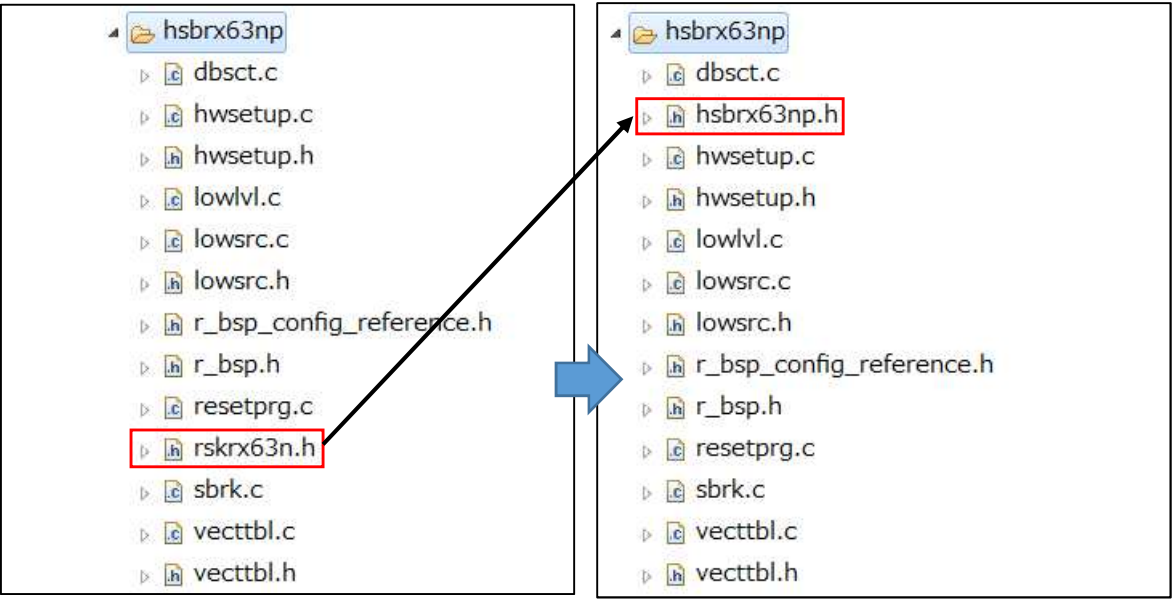 hsbrx63np
dbsct.c
hwsetup.c
hwsetup.h
lowlvl.c
lowsrc.c
lowsrc.h
r_bsp_config_reference.h
r_bsp.h
resetprg.c
rskrx63n.h
sbrk.c
vecttbl.c
vecttbl.h
hsbrx63np
dbsct.c
hsbrx63np.h
hwsetup.c
hwsetup.h
lowlvl.c
lowsrc.c
lowsrc.h
r_bsp_config_reference.h
r_bsp.h
resetprg.c
sbrk.c
vecttbl.c
vecttbl.h